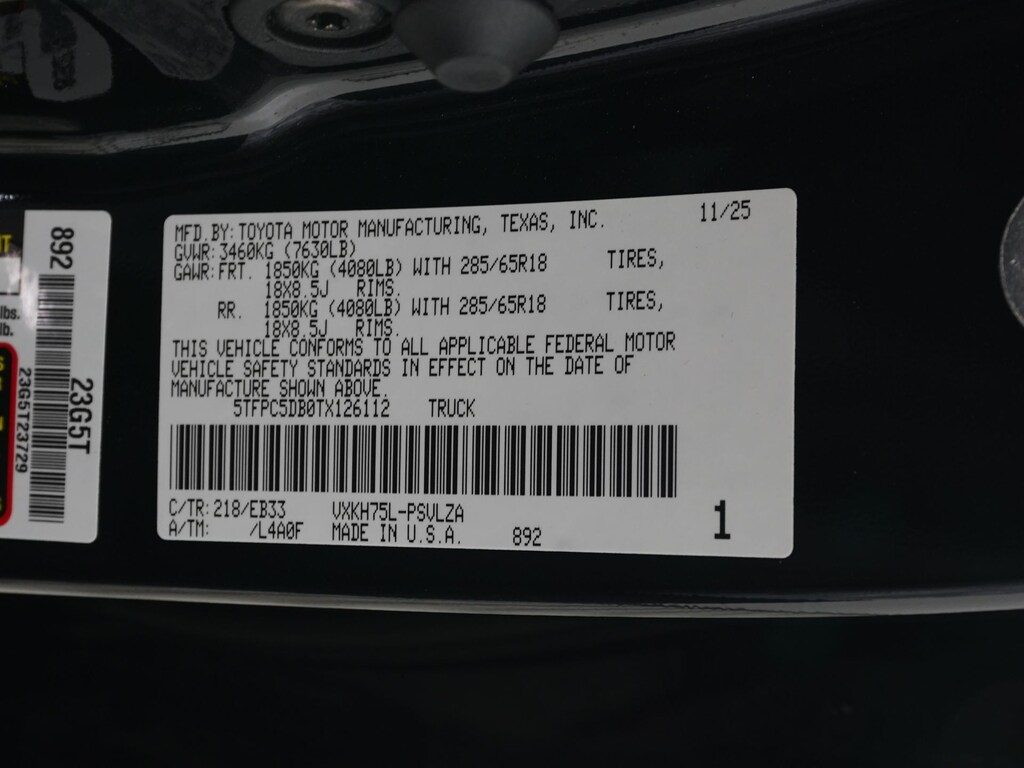 MFD.BY:TOYOTA MOTOR MANUFACTURING, TEXAS, INC. 11/25
GVWR:3460KG (7630LB)
GAWR:FRT. 1850KG (4080LB) WITH 285/65R18 TIRES,
18X8.5J RIMS.
RR. 1850KG (4080LB) WITH 285/65R18 TIRES,
18X8.5J RIMS.
THIS VEHICLE CONFORMS TO ALL APPLICABLE FEDERAL MOTOR
VEHICLE SAFETY STANDARDS IN EFFECT ON THE DATE OF
MANUFACTURE SHOWN ABOVE.
5TFPC5DB0TX126112 TRUCK
C/TR:218/EB33 VXKH75L-PSVLZA
A/TM: /L4A0F MADE IN U.S.A. 892 1
892
23G5T
23G5T23729
lbs.
lb.